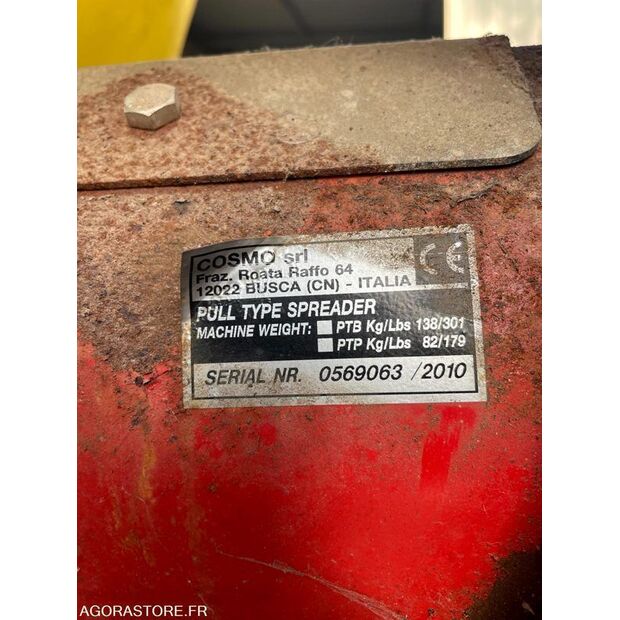 COSMO srl
Fraz. Roata Raffo 64
12022 BUSCA (CN) - ITALIA
CE
PULL TYPE SPREADER
MACHINE WEIGHT: PTB Kg/Lbs 138/301
PTP Kg/Lbs 82/179
SERIAL NR. 0569063 /2010
AGORASTORE.FR